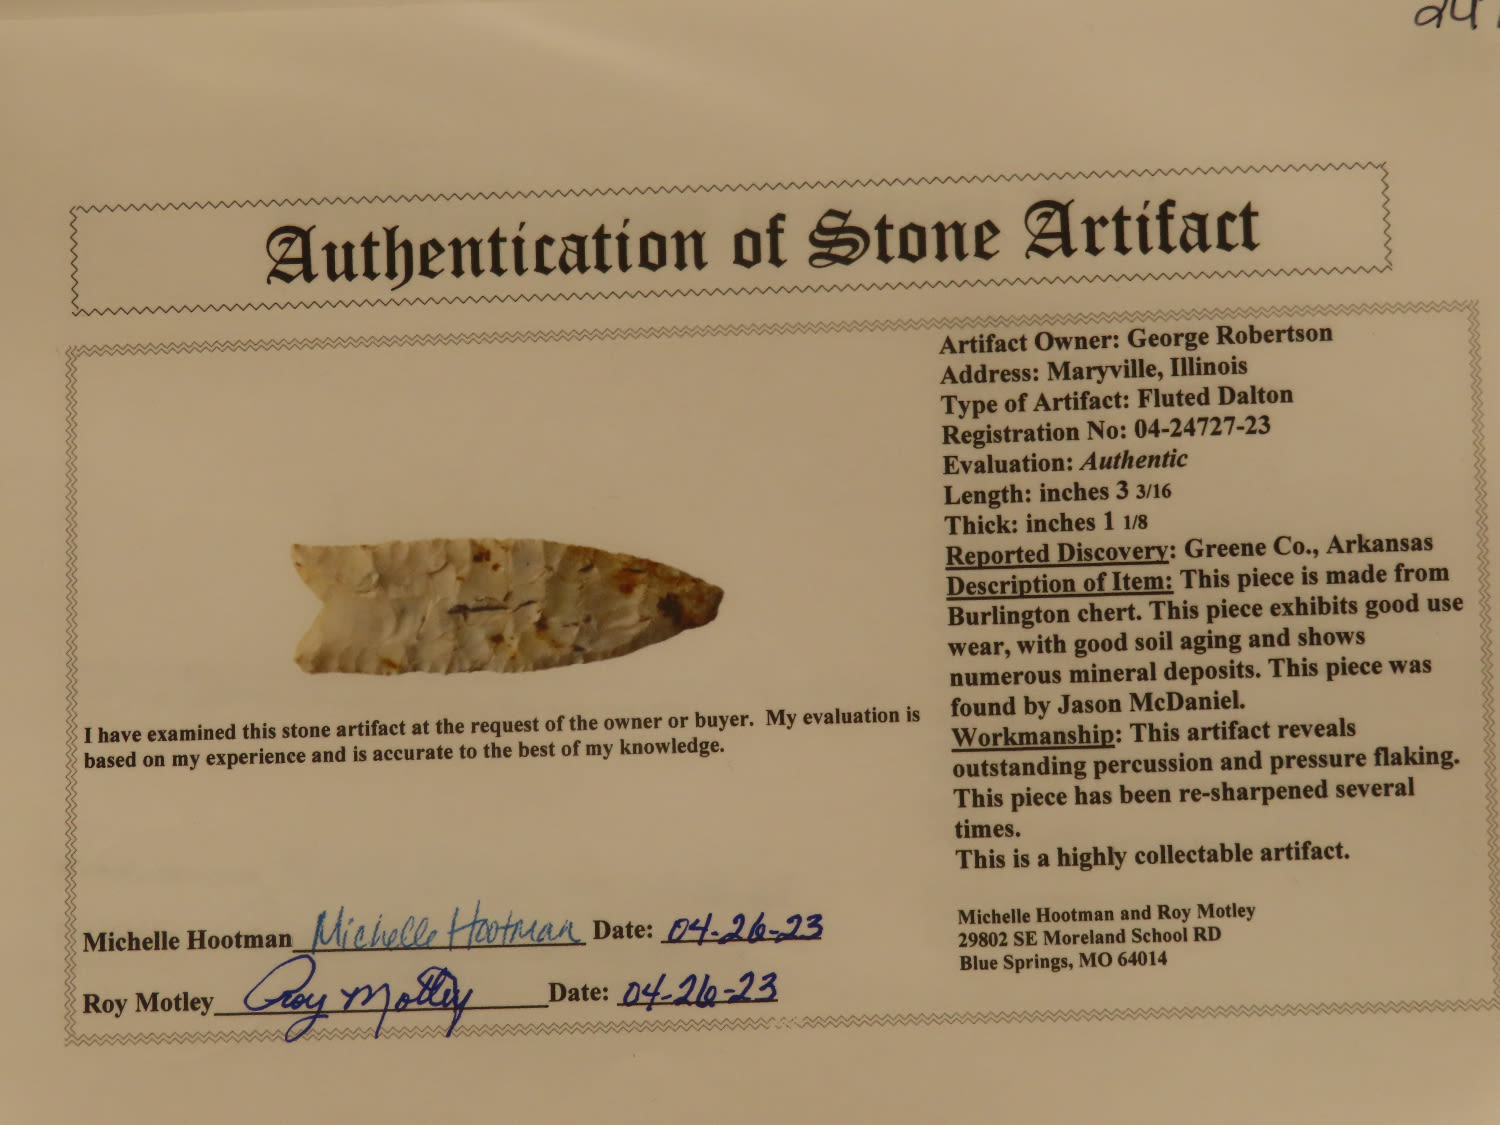 24
Authentication of Stone Artifact
Artifact Owner: George Robertson
Address: Maryville, Illinois
Type of Artifact: Fluted Dalton
Registration No: 04-24727-23
Evaluation: Authentic
Length: inches 3 3/16
Thick: inches 1 1/8
Reported Discovery: Greene Co., Arkansas
Description of Item: This piece is made from
Burlington chert. This piece exhibits good use
wear, with good soil aging and shows
numerous mineral deposits. This piece was
found by Jason McDaniel.
Workmanship: This artifact reveals
outstanding percussion and pressure flaking.
This piece has been re-sharpened several
times.
This is a highly collectable artifact.
I have examined this stone artifact at the request of the owner or buyer. My evaluation is
based on my experience and is accurate to the best of my knowledge.
Michelle Hootman Michelle Hootman Date: 04-26-23
Roy Motley Roy Motley Date: 04-26-23
Michelle Hootman and Roy Motley
29802 SE Moreland School RD
Blue Springs, MO 64014